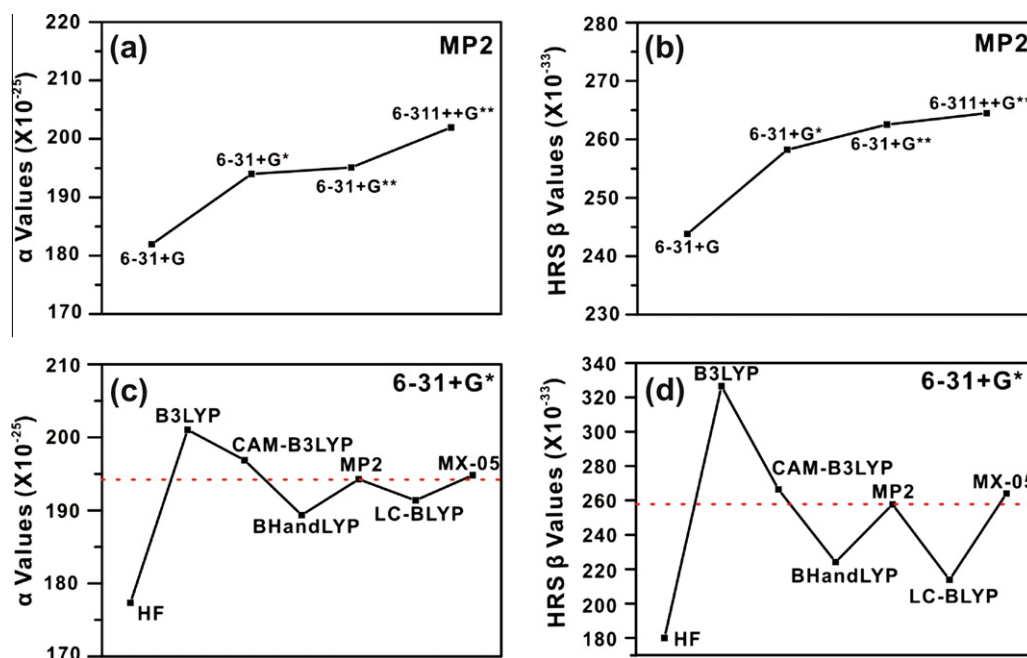 (a)
MP2
α Values (X10⁻²⁵)
220
210
200
190
180
170
6-31+G
6-31+G*
6-31+G**
6-311++G**
(b)
MP2
HRS β Values (X10⁻³³)
280
270
260
250
240
230
6-31+G
6-31+G*
6-31+G**
6-311++G**
(c)
6-31+G*
α Values (X10⁻²⁵)
210
200
190
170
HF
B3LYP
CAM-B3LYP
BHandLYP
MP2
LC-BLYP
MX-05
(d)
6-31+G*
HRS β Values (X10⁻³³)
340
320
300
280
260
240
220
200
180
HF
B3LYP
CAM-B3LYP
BHandLYP
MP2
LC-BLYP
MX-05